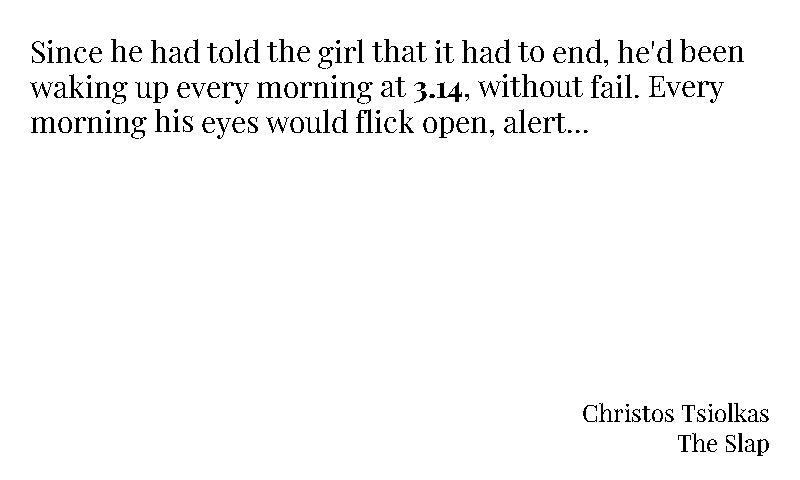 Since he had told the girl that it had to end, he'd been
waking up every morning at 3.14, without fail. Every
morning his eyes would flick open, alert...
Christos Tsiolkas
The Slap